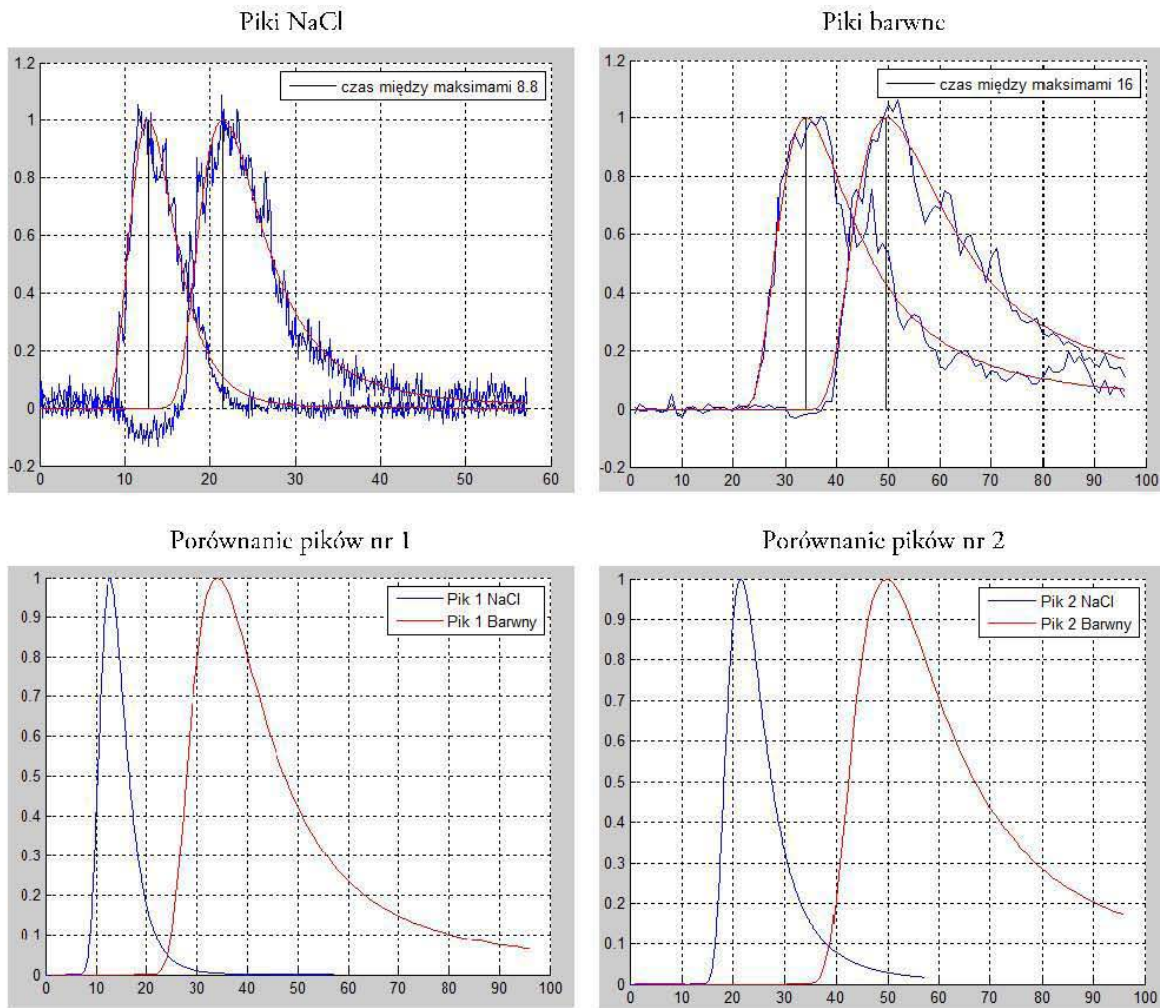 Piki NaCl
Piki barwne
1.2
1
0.8
0.6
0.4
0.2
0
-0.2
0 10 20 30 40 50 60
czas między maksimami 8.8
1.2
1
0.8
0.6
0.4
0.2
0
-0.2
0 10 20 30 40 50 60 70 80 90 100
czas między maksimami 16
Porównanie pików nr 1
Porównanie pików nr 2
1
0.9
0.8
0.7
0.6
0.5
0.4
0.3
0.2
0.1
0
0 10 20 30 40 50 60 70 80 90 100
Pik 1 NaCl
Pik 1 Barwny
1
0.9
0.8
0.7
0.6
0.5
0.4
0.3
0.2
0.1
0
0 10 20 30 40 50 60 70 80 90 100
Pik 2 NaCl
Pik 2 Barwny